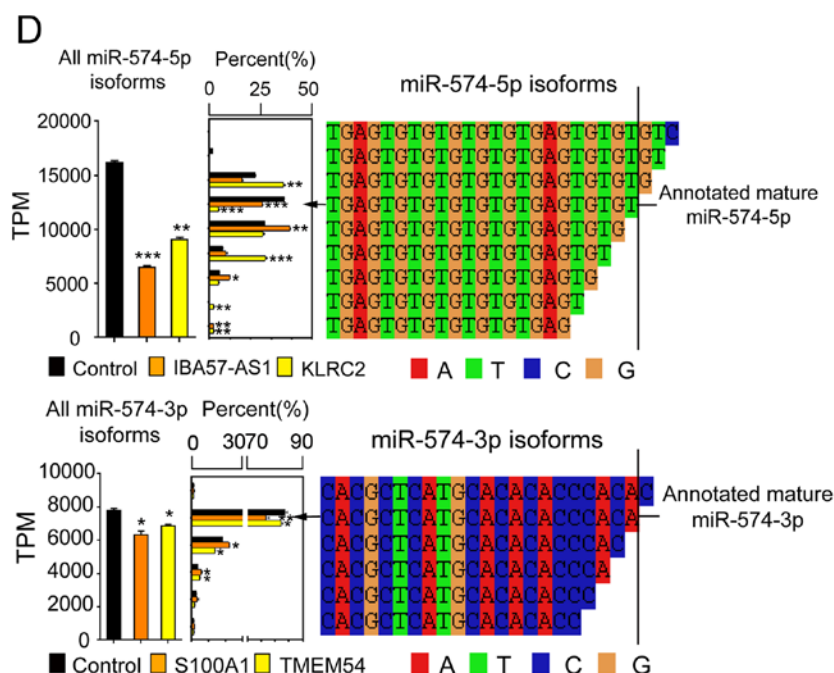 D
All miR-574-5p
isoforms
Percent(%)
0 25 50
miR-574-5p isoforms
TPM
20000
15000
10000
5000
0
***
**
**
***
***
**
***
*
**
**
**
TGAGTGTGTGTGTGTGAGTGTGTGTC
TGAGTGTGTGTGTGTGAGTGTGTGT
TGAGTGTGTGTGTGTGAGTGTGTG
TGAGTGTGTGTGTGTGAGTGTGT
TGAGTGTGTGTGTGTGAGTGTG
TGAGTGTGTGTGTGTGAGTGT
TGAGTGTGTGTGTGTGAGTG
TGAGTGTGTGTGTGTGAGT
TGAGTGTGTGTGTGTGAG
Annotated mature
miR-574-5p
Control IBA57-AS1 KLRC2
A T C G
All miR-574-3p
isoforms
Percent(%)
0 30 70 90
miR-574-3p isoforms
TPM
10000
8000
6000
4000
2000
0
*
*
*
*
*
*
*
CACGCTCATGCACACACCCACAC
CACGCTCATGCACACACCCACA
CACGCTCATGCACACACCCAC
CACGCTCATGCACACACCCA
CACGCTCATGCACACACCC
CACGCTCATGCACACACC
Annotated mature
miR-574-3p
Control S100A1 TMEM54
A T C G